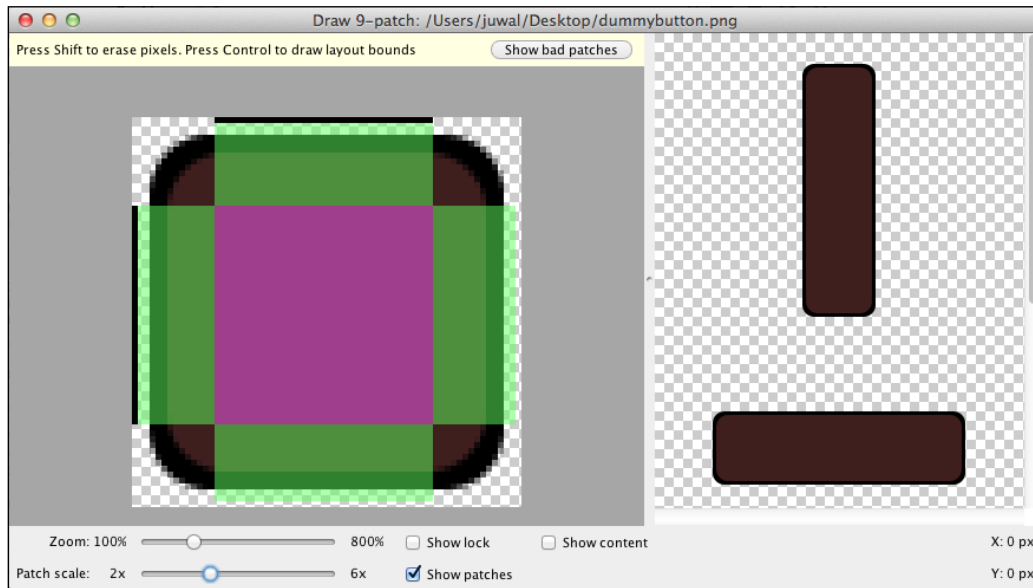 Draw 9-patch: /Users/juwal/Desktop/dummybutton.png
Press Shift to erase pixels. Press Control to draw layout bounds
Show bad patches
Zoom: 100% 800% Show lock Show content X: 0 px
Patch scale: 2x 6x Show patches Y: 0 px